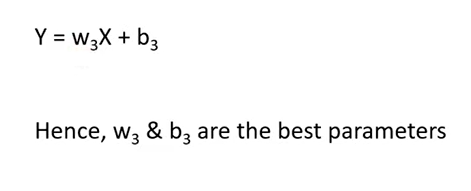 Y = w₃X + b₃
Hence, w₃ & b₃ are the best parameters